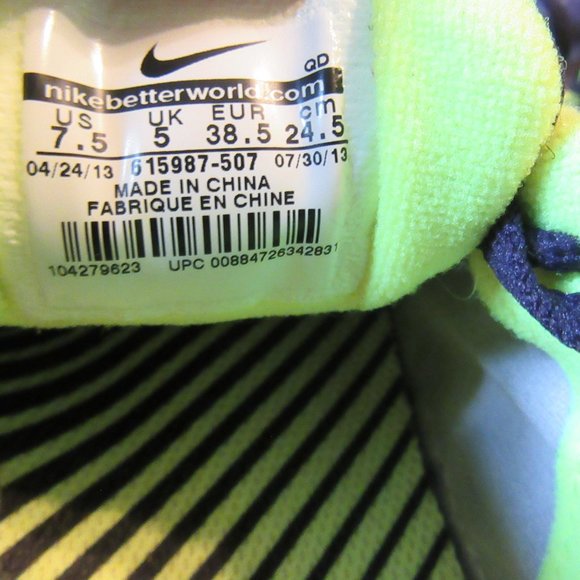 QD
nikebetterworld.com
US UK EUR cm
7.5 5 38.5 24.5
04/24/13 615987-507 07/30/13
MADE IN CHINA
FABRIQUE EN CHINE
104279623 UPC 00884726342831